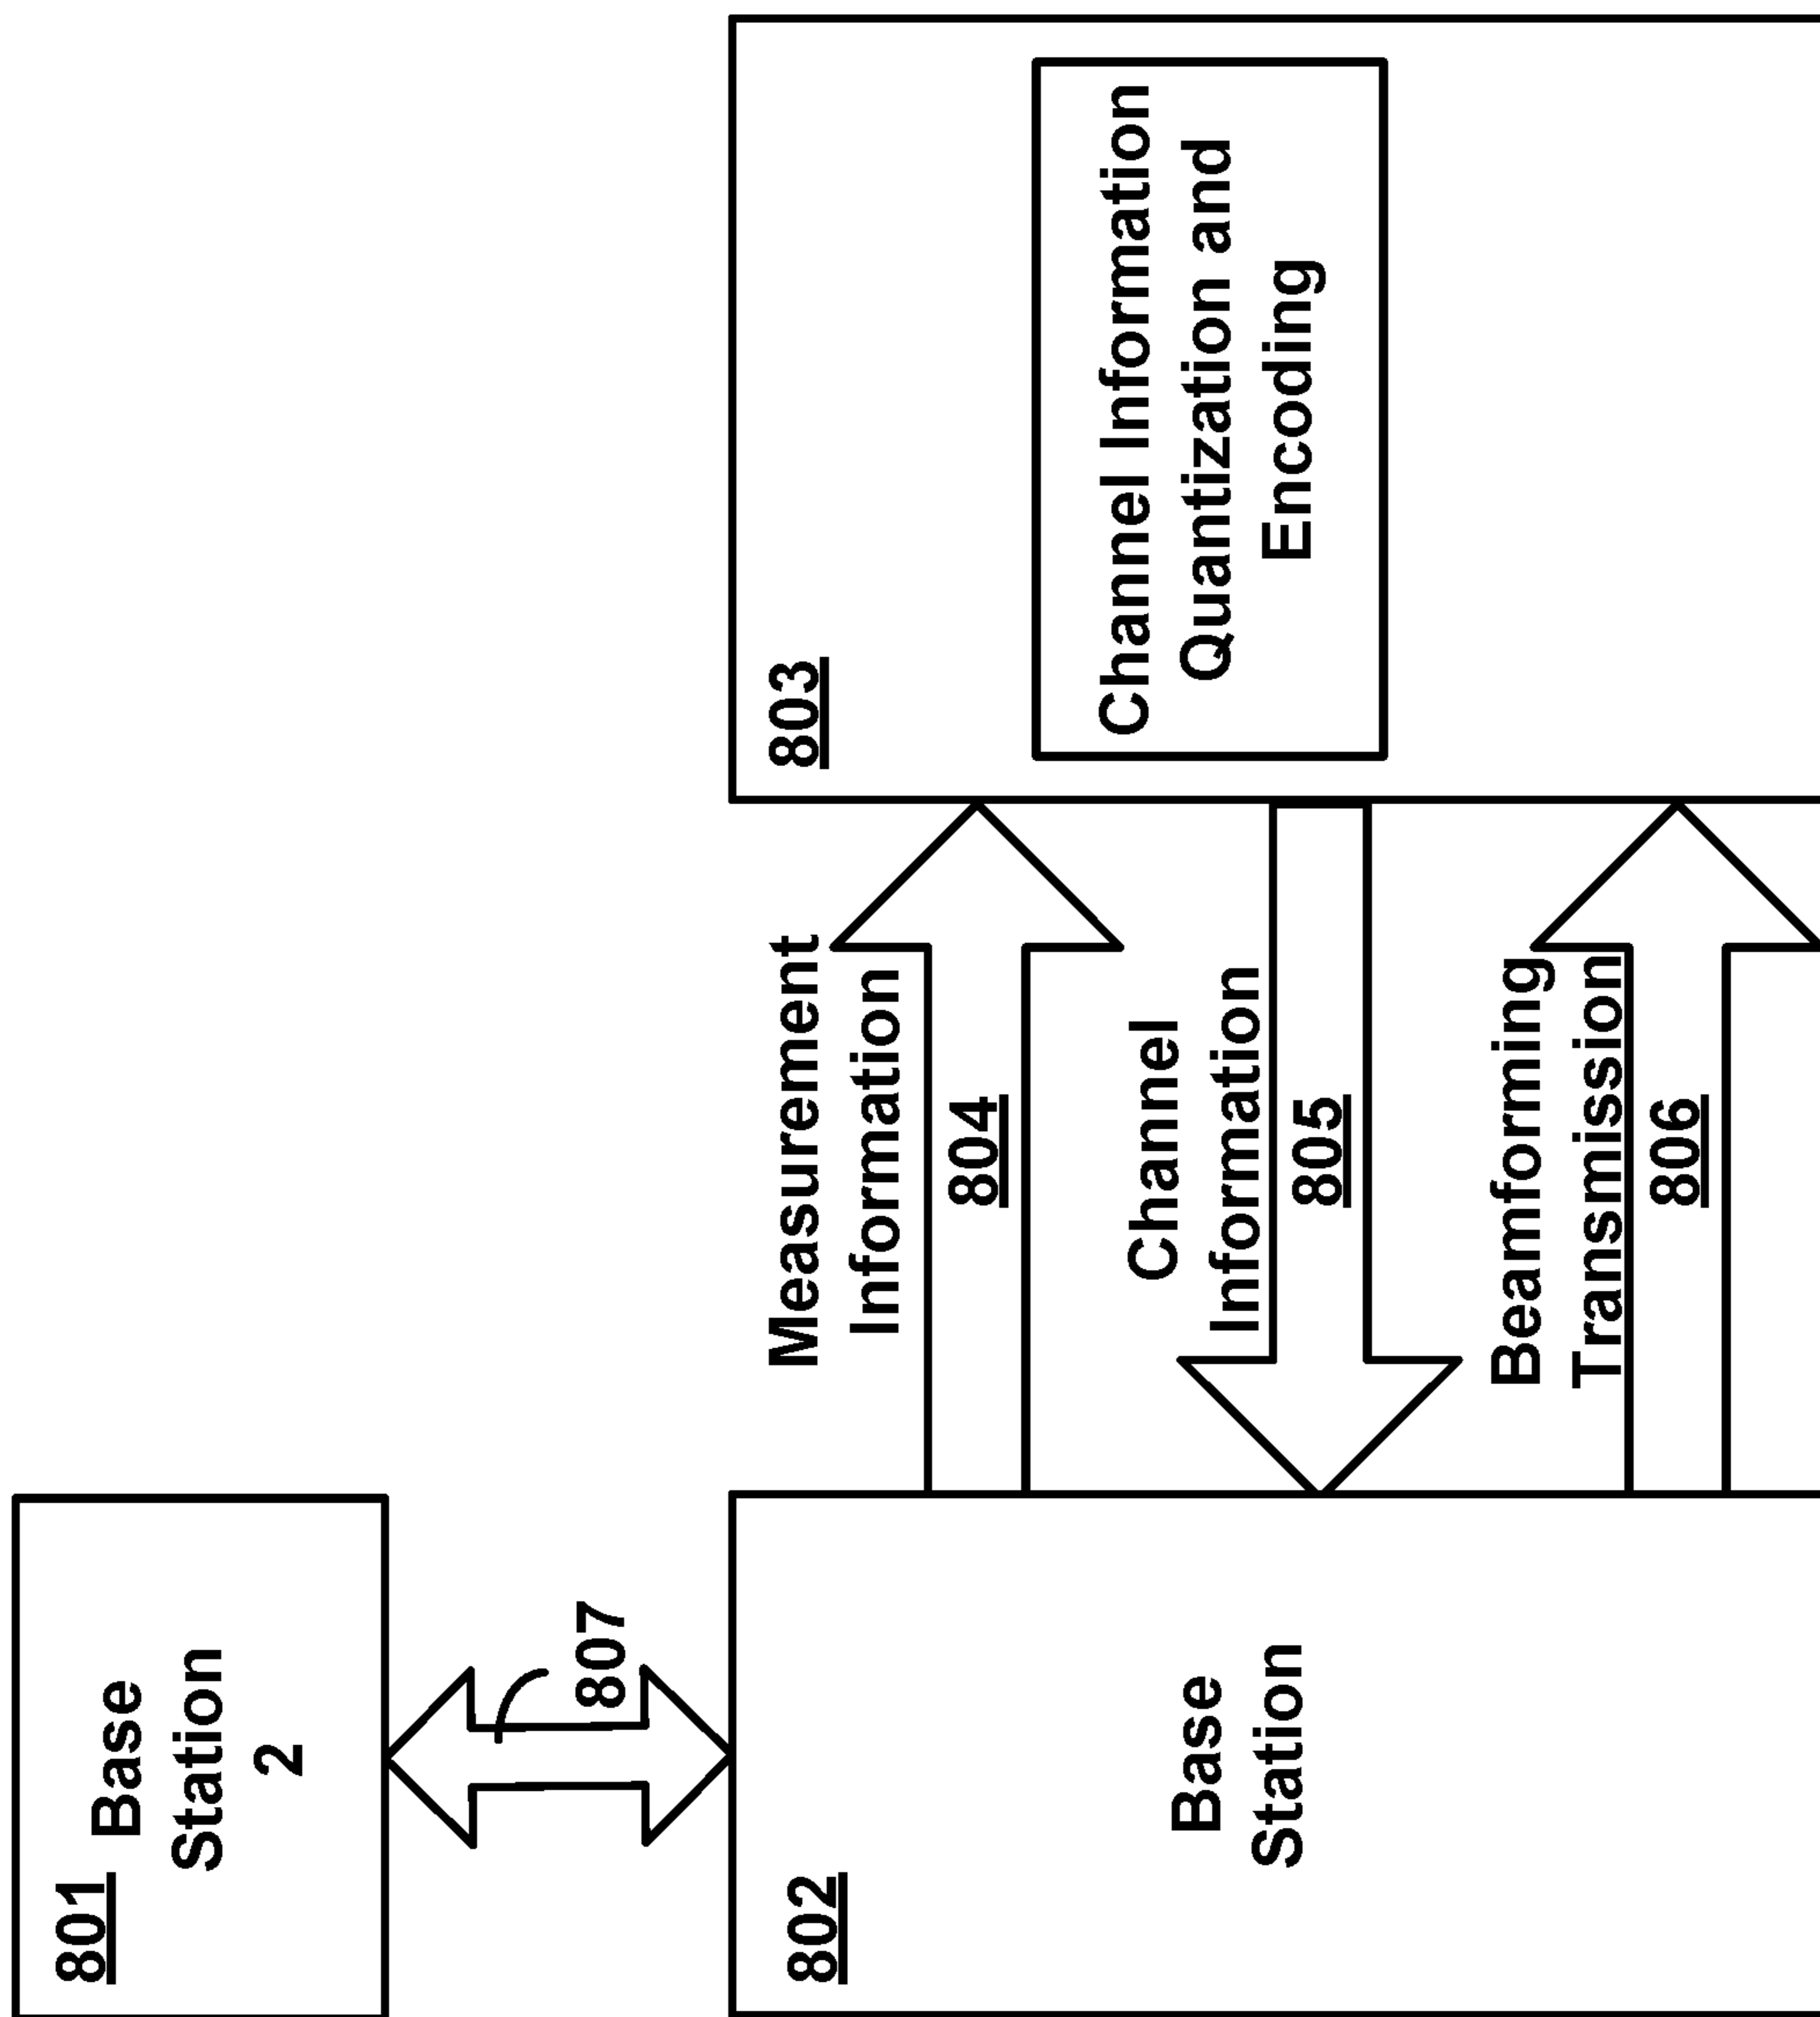 801
Base
Station
2
807
802
Base
Station
Measurement
Information
804
Channel
Information
805
Beamforming
Transmission
806
803
Channel Information
Quantization and
Encoding